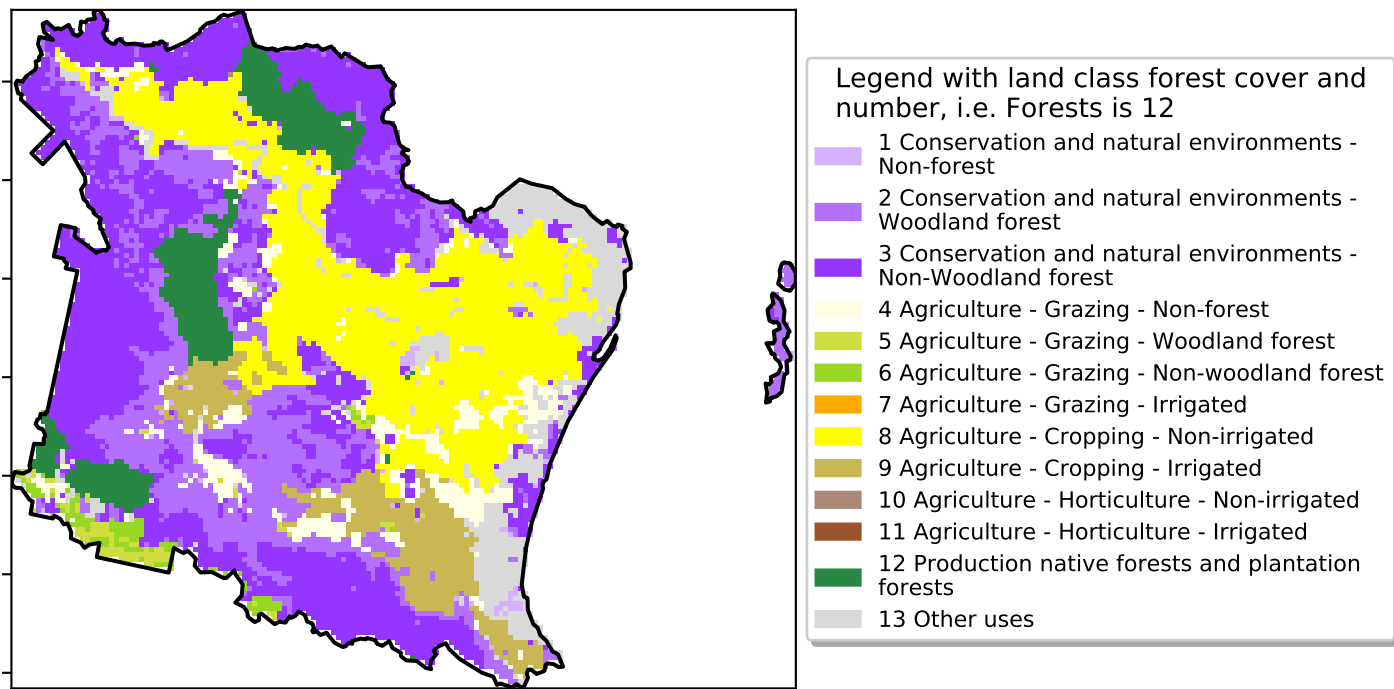 Legend with land class forest cover and
number, i.e. Forests is 12
1 Conservation and natural environments -
Non-forest
2 Conservation and natural environments -
Woodland forest
3 Conservation and natural environments -
Non-Woodland forest
4 Agriculture - Grazing - Non-forest
5 Agriculture - Grazing - Woodland forest
6 Agriculture - Grazing - Non-woodland forest
7 Agriculture - Grazing - Irrigated
8 Agriculture - Cropping - Non-irrigated
9 Agriculture - Cropping - Irrigated
10 Agriculture - Horticulture - Non-irrigated
11 Agriculture - Horticulture - Irrigated
12 Production native forests and plantation
forests
13 Other uses